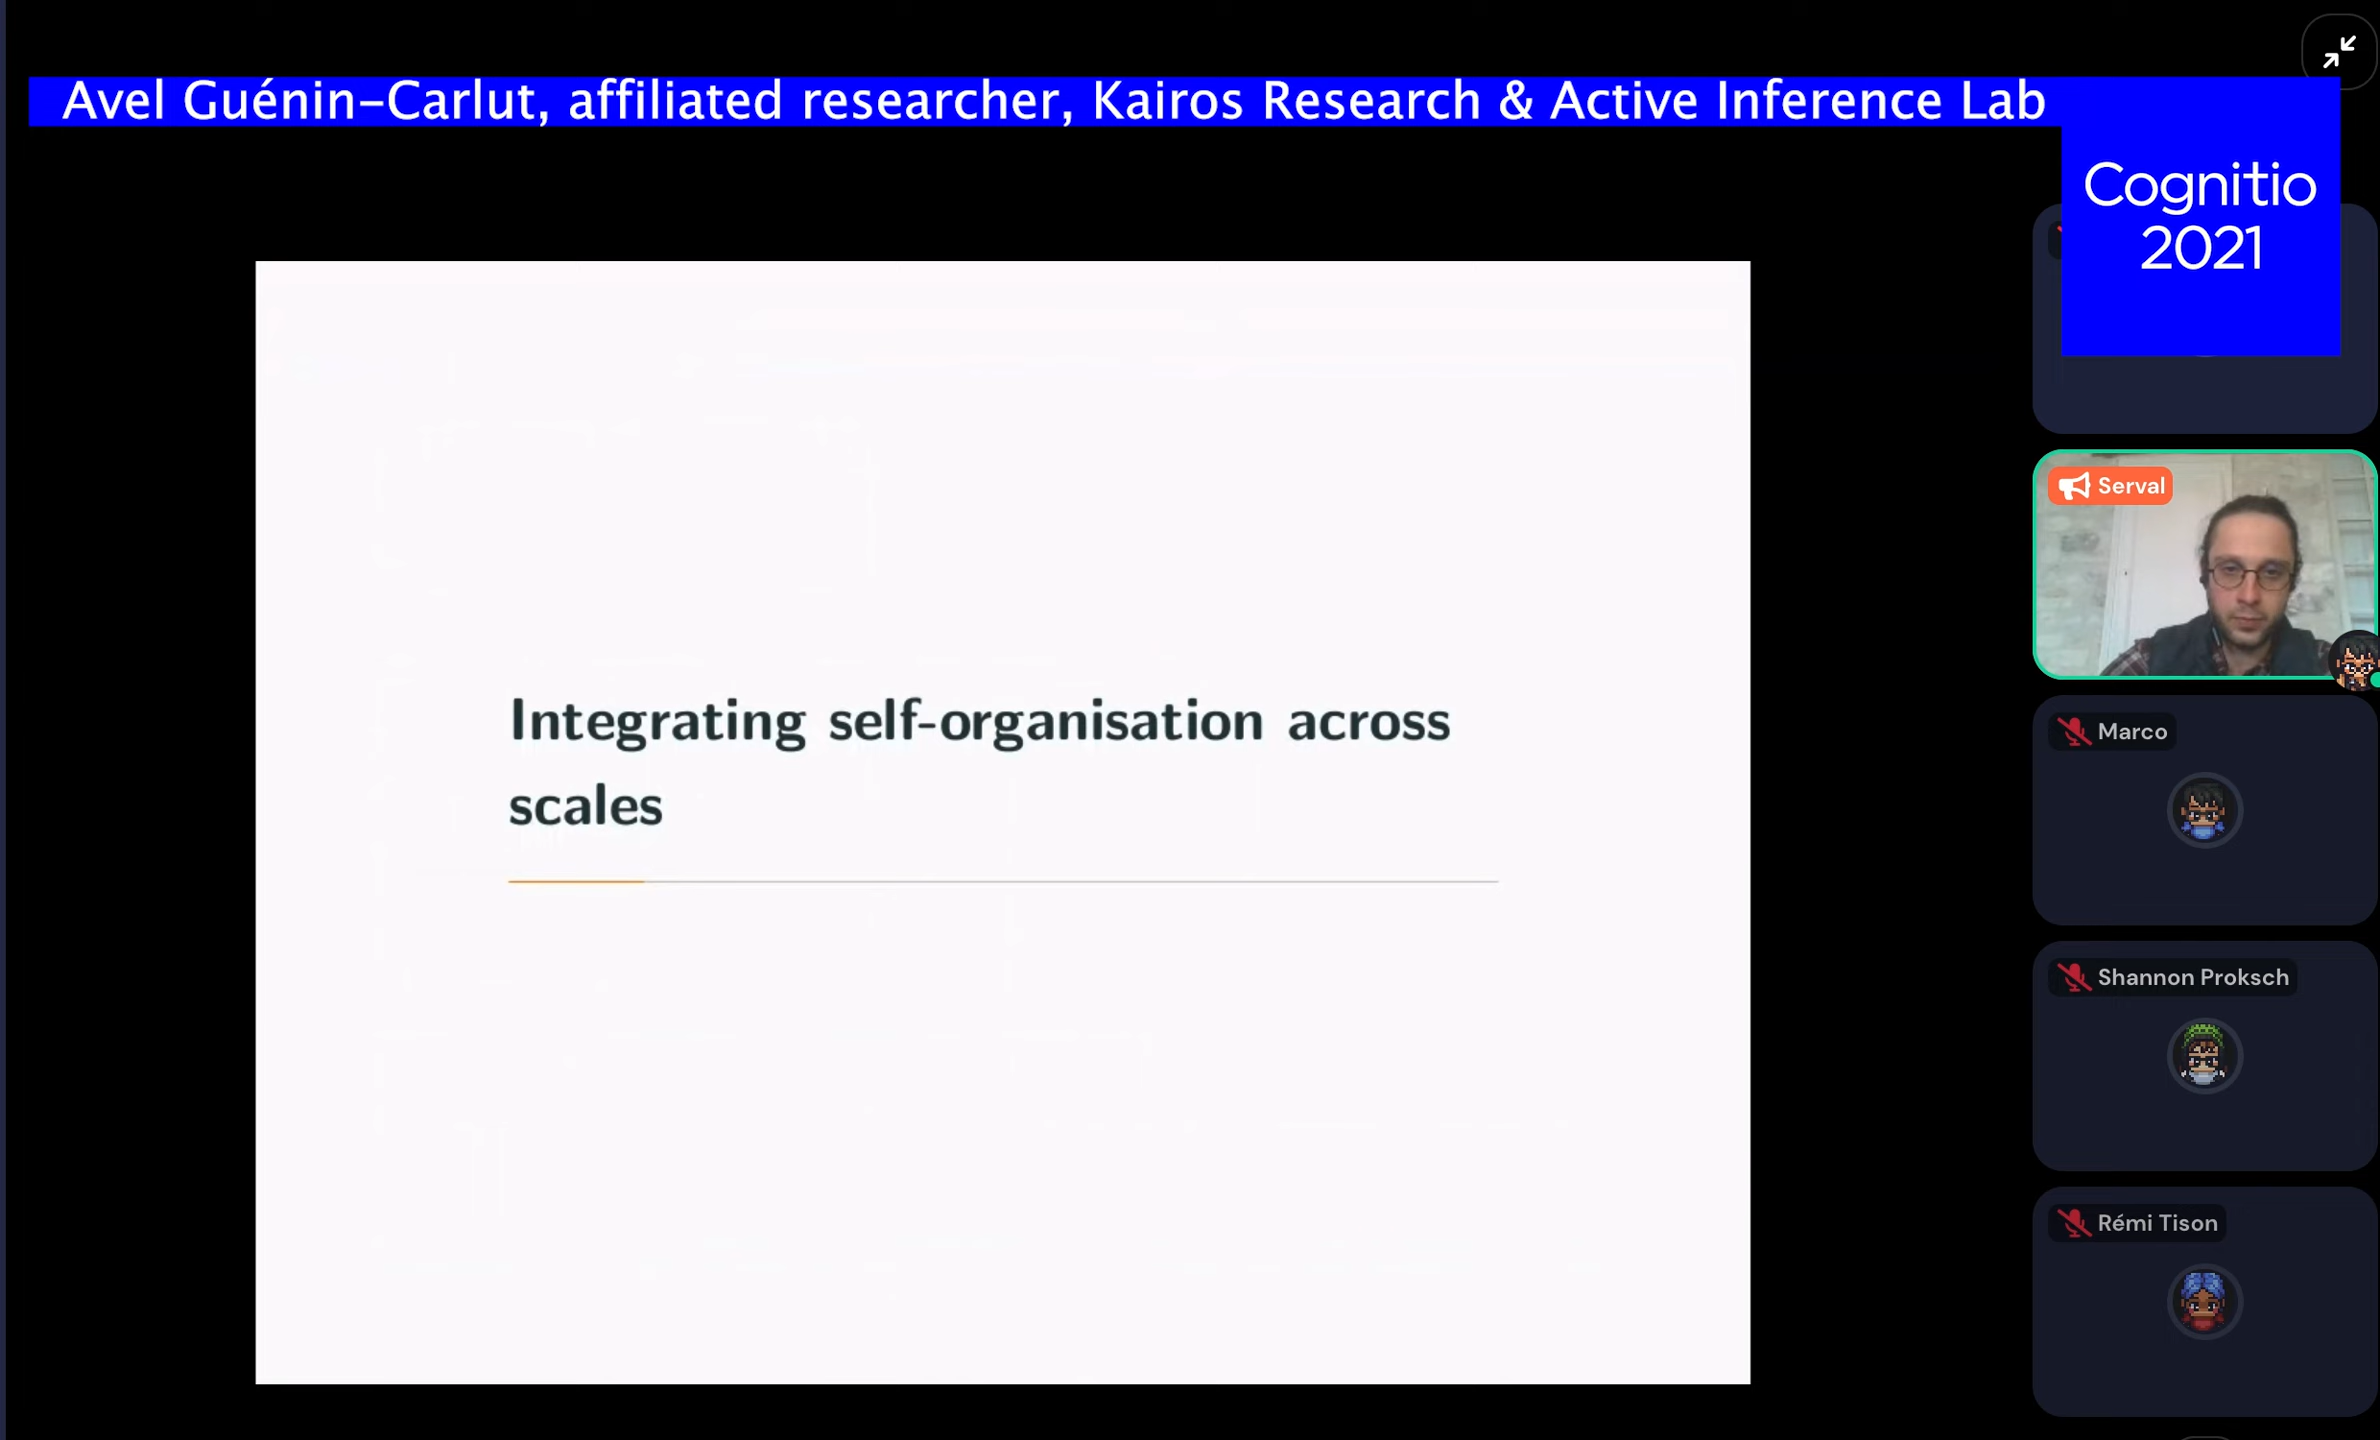 Avel Guénin-Carlut, affiliated researcher, Kairos Research & Active Inference Lab
Cognitio
2021
Integrating self-organisation across
scales
Serval
Marco
Shannon Proksch
Rémi Tison